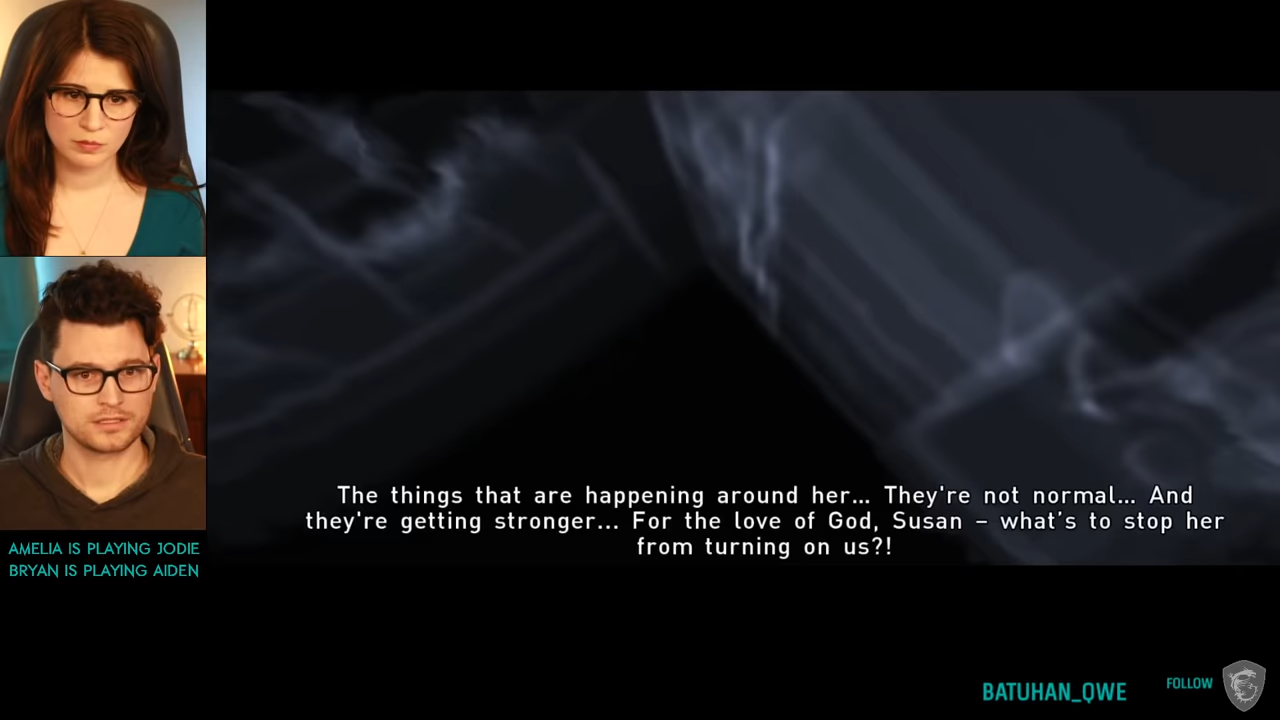 The things that are happening around her... They're not normal... And
they're getting stronger... For the love of God, Susan – what's to stop her
from turning on us?!
AMELIA IS PLAYING JODIE
BRYAN IS PLAYING AIDEN
BATUHAN_QWE
FOLLOW